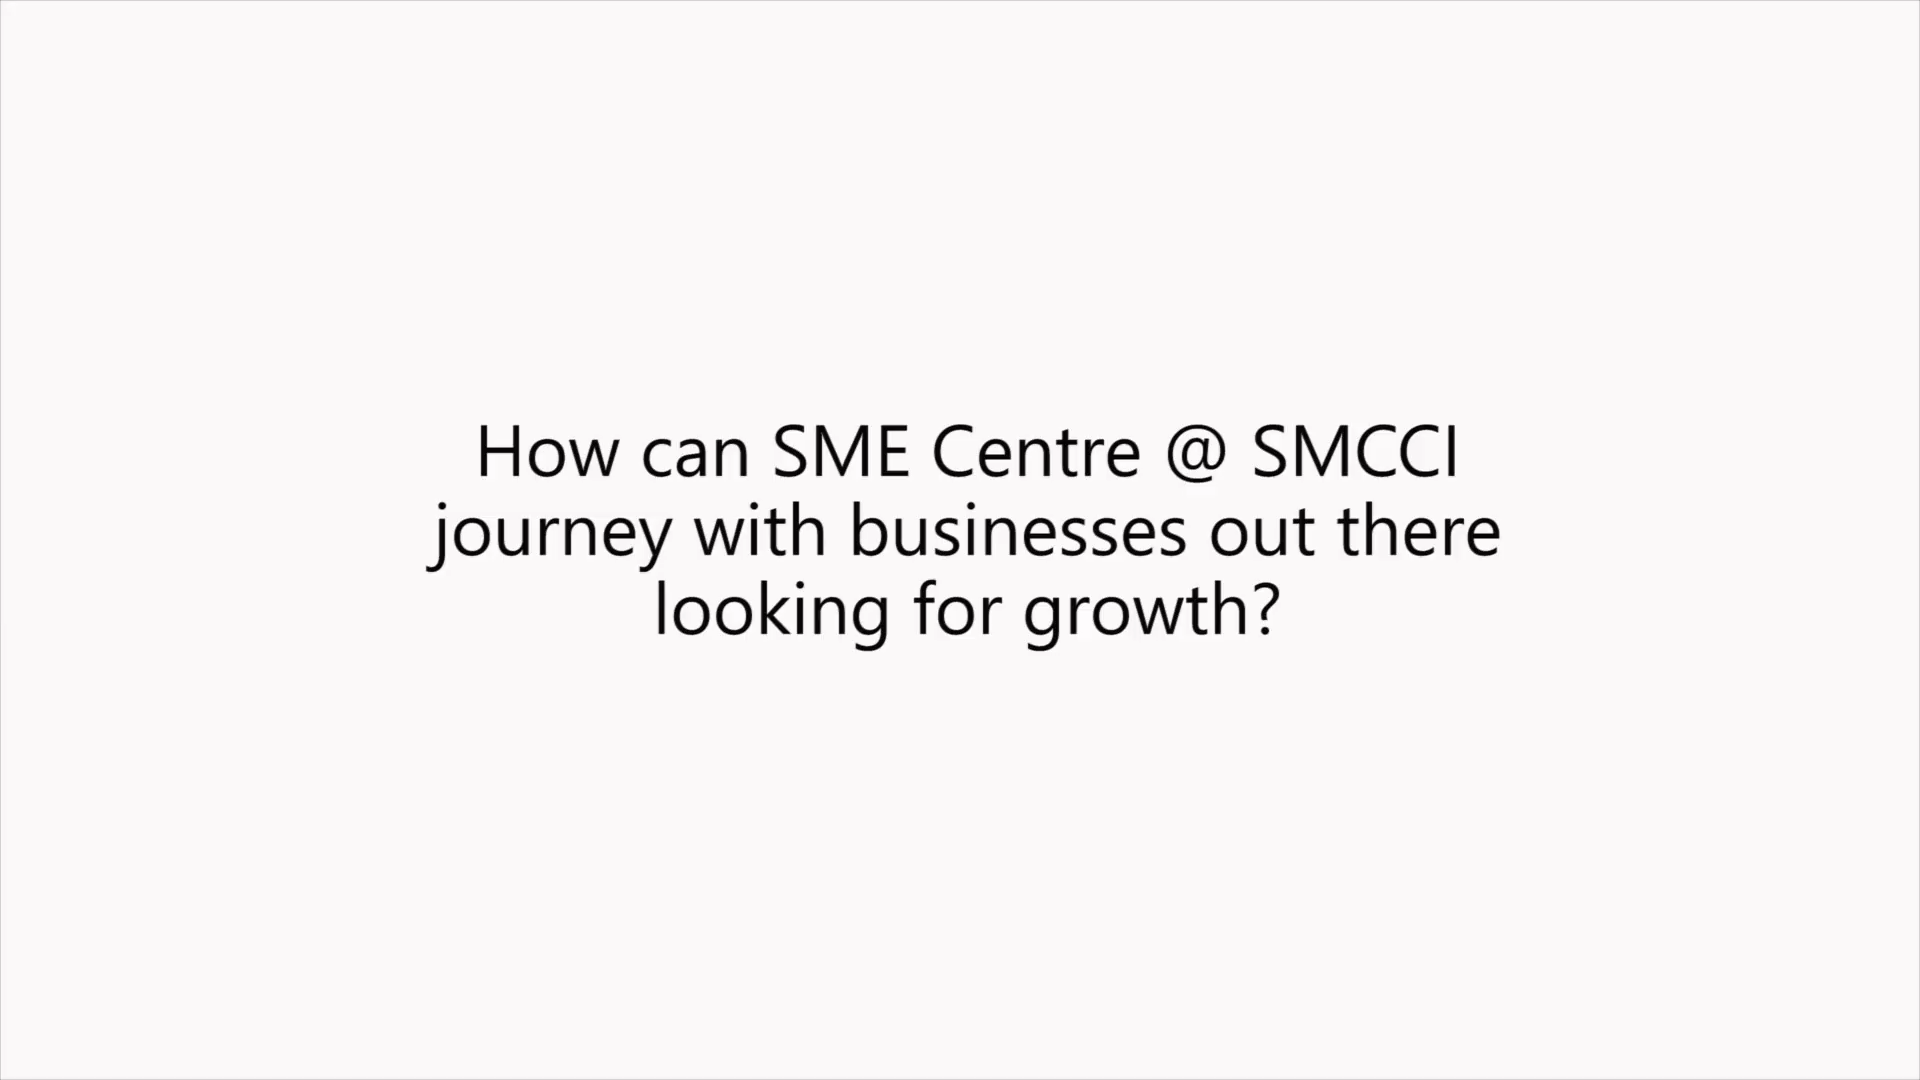 How can SME Centre @ SMCCI
journey with businesses out there
looking for growth?